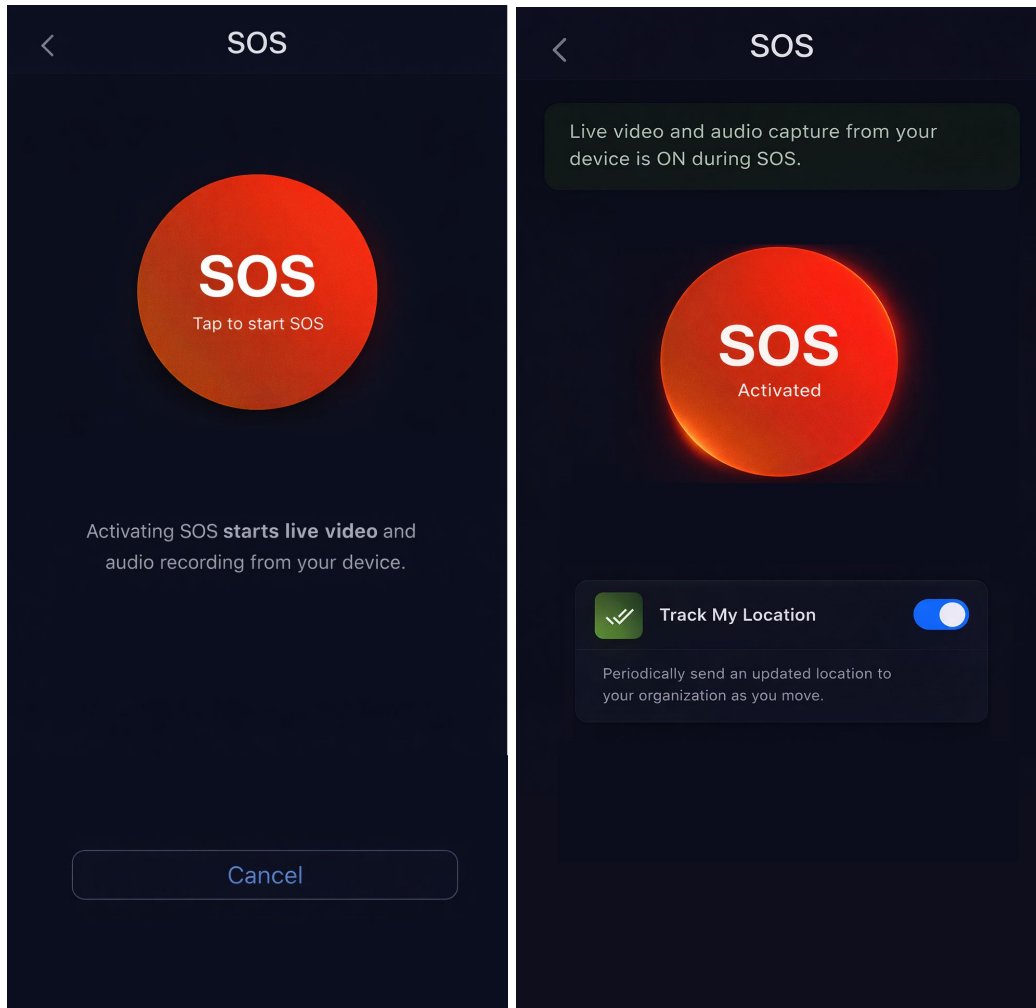 SOS
SOS
Tap to start SOS
Activating SOS starts live video and
audio recording from your device.
Cancel
SOS
Live video and audio capture from your
device is ON during SOS.
SOS
Activated
Track My Location
Periodically send an updated location to
your organization as you move.